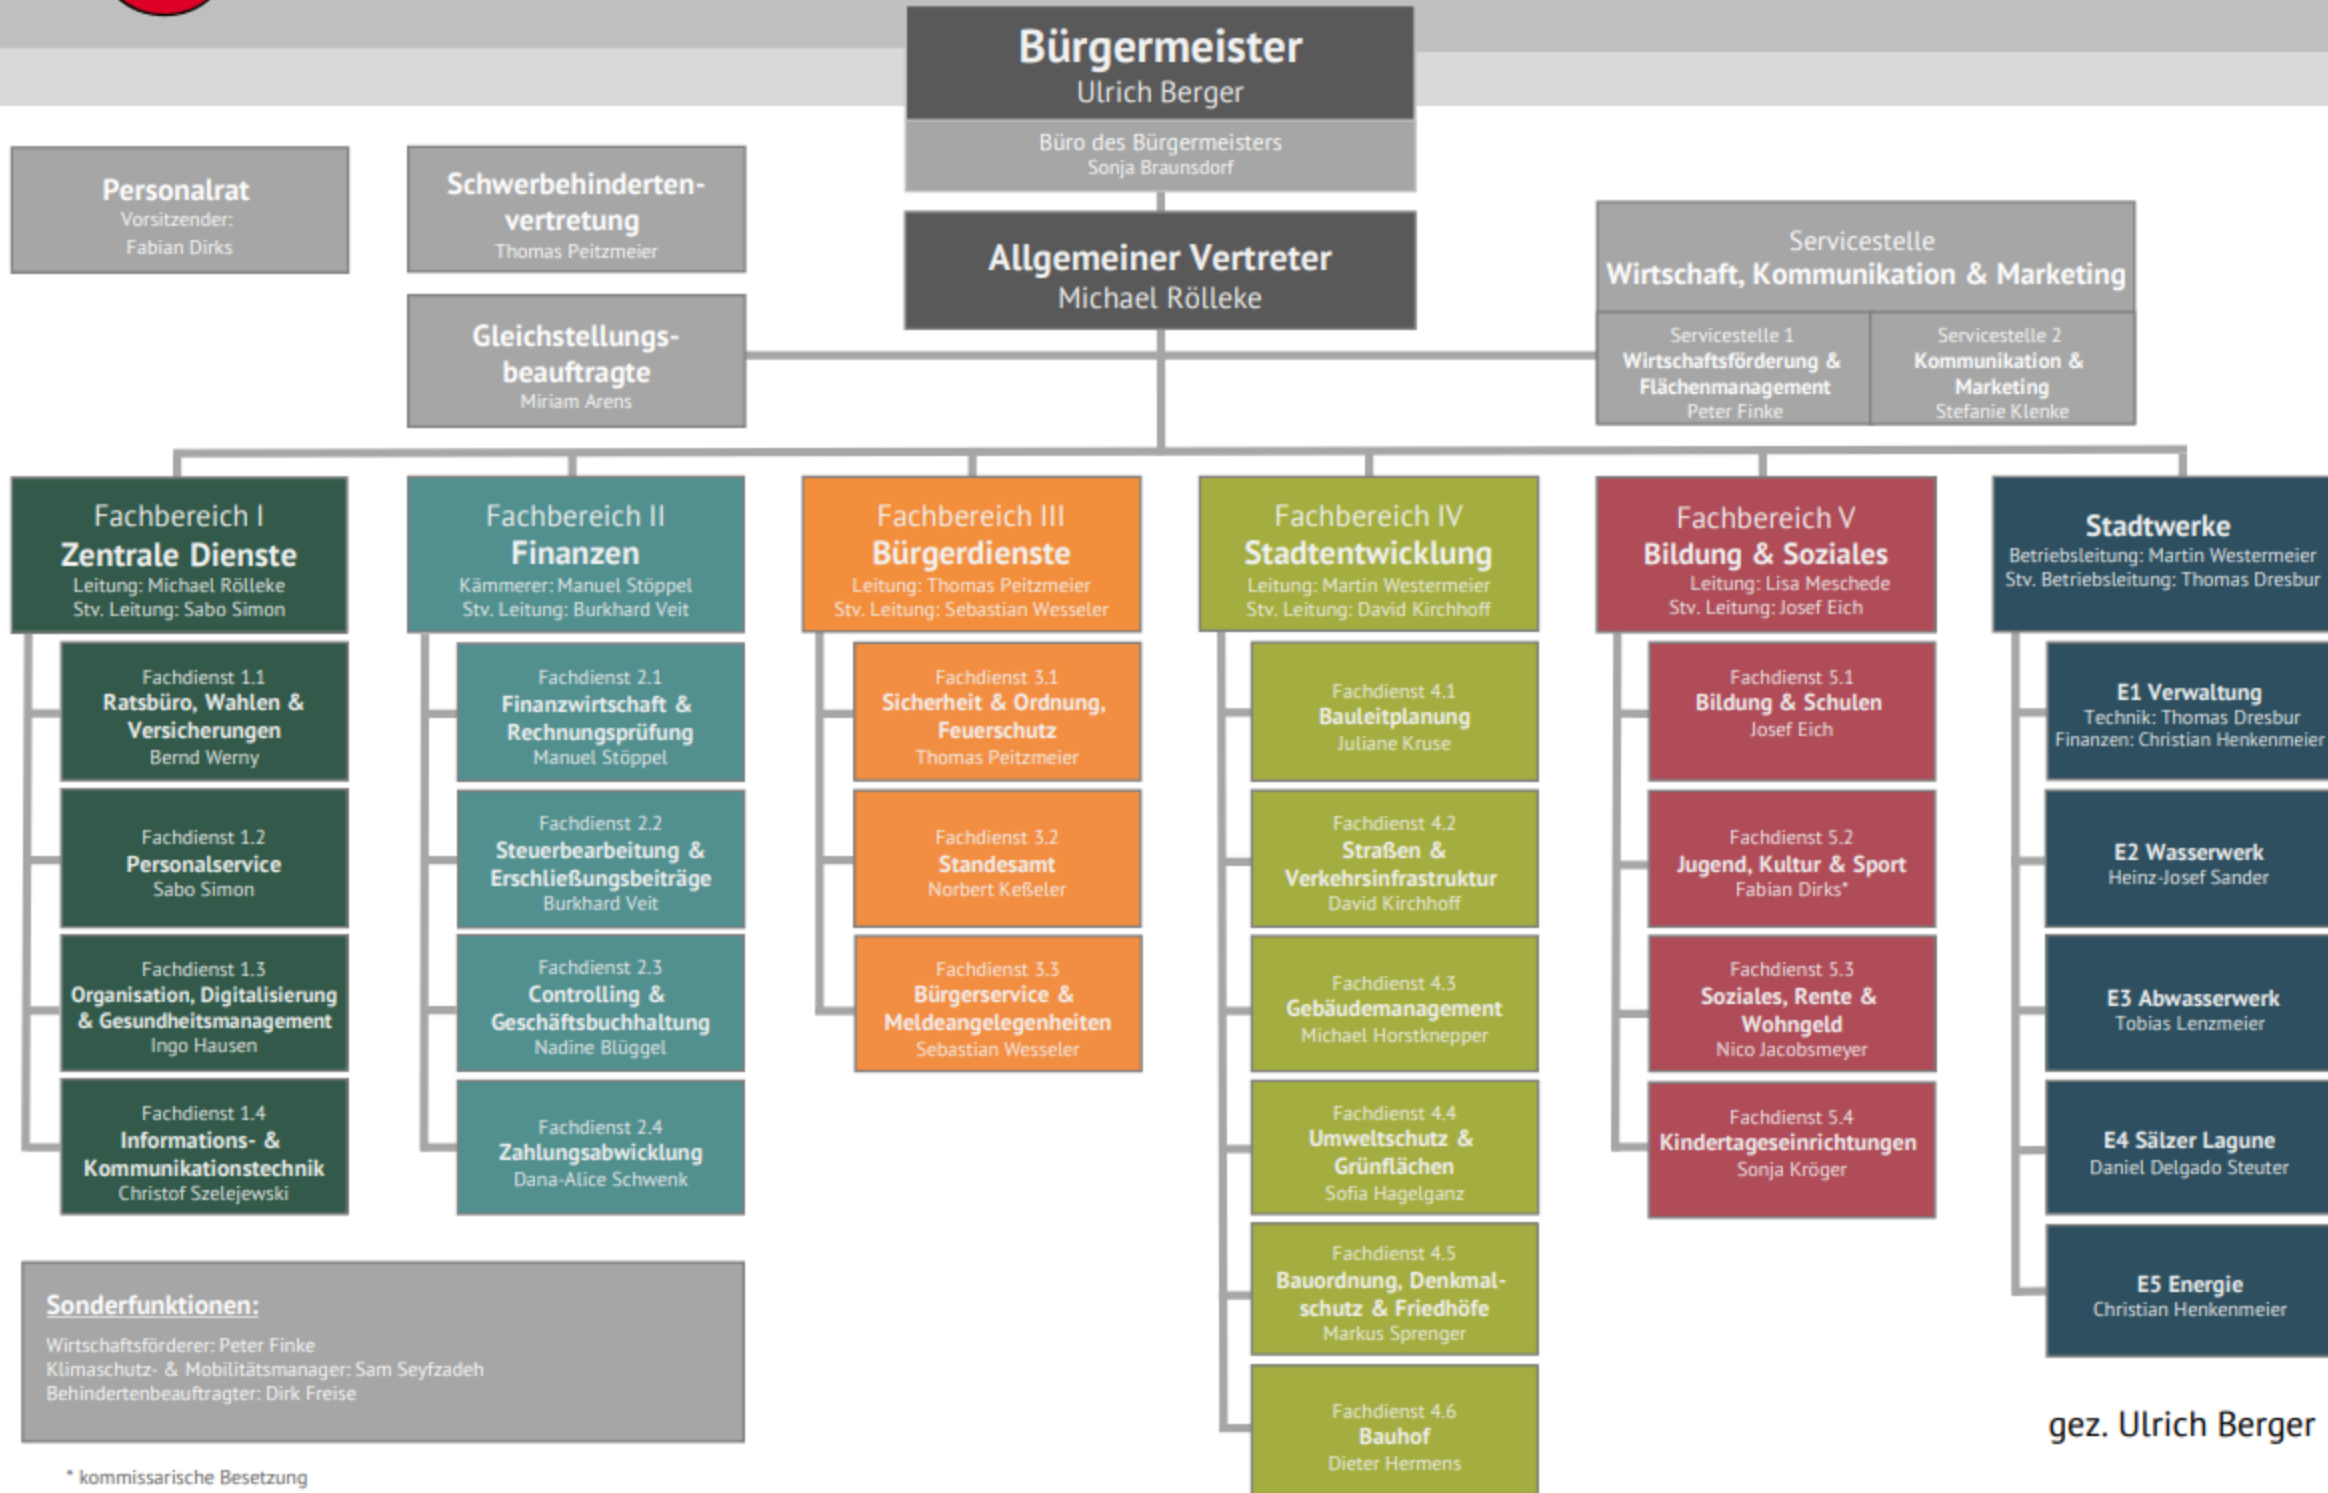 Bürgermeister
Ulrich Berger
Büro des Bürgermeisters
Sonja Braunsdorf
Personalrat
Vorsitzender:
Fabian Dirks
Schwerbehinderten-
vertretung
Thomas Peitzmeier
Allgemeiner Vertreter
Michael Rölleke
Gleichstellungs-
beauftragte
Miriam Arens
Servicestelle
Wirtschaft, Kommunikation & Marketing
Servicestelle 1
Wirtschaftsförderung &
Flächenmanagement
Peter Finke
Servicestelle 2
Kommunikation &
Marketing
Stefanie Klenke
Fachbereich I
Zentrale Dienste
Leitung: Michael Rölleke
Stv. Leitung: Sabo Simon
Fachdienst 1.1
Ratsbüro, Wahlen &
Versicherungen
Bernd Werny
Fachdienst 1.2
Personalservice
Sabo Simon
Fachdienst 1.3
Organisation, Digitalisierung
& Gesundheitsmanagement
Ingo Hausen
Fachdienst 1.4
Informations- &
Kommunikationstechnik
Christof Szelejewski
Fachbereich II
Finanzen
Kämmerer: Manuel Stöppel
Stv. Leitung: Burkhard Veit
Fachdienst 2.1
Finanzwirtschaft &
Rechnungsprüfung
Manuel Stöppel
Fachdienst 2.2
Steuerbearbeitung &
Erschließungsbeiträge
Burkhard Veit
Fachdienst 2.3
Controlling &
Geschäftsbuchhaltung
Nadine Blüggel
Fachdienst 2.4
Zahlungsabwicklung
Dana-Alice Schwenk
Fachbereich III
Bürgerdienste
Leitung: Thomas Peitzmeier
Stv. Leitung: Sebastian Wesseler
Fachdienst 3.1
Sicherheit & Ordnung,
Feuerschutz
Thomas Peitzmeier
Fachdienst 3.2
Standesamt
Norbert Keßeler
Fachdienst 3.3
Bürgerservice &
Meldeangelegenheiten
Sebastian Wesseler
Fachbereich IV
Stadtentwicklung
Leitung: Martin Westermeier
Stv. Leitung: David Kirchhoff
Fachdienst 4.1
Bauleitplanung
Juliane Kruse
Fachdienst 4.2
Straßen &
Verkehrsinfrastruktur
David Kirchhoff
Fachdienst 4.3
Gebäudemanagement
Michael Horstknepper
Fachdienst 4.4
Umweltschutz &
Grünflächen
Sofia Hagelganz
Fachdienst 4.5
Bauordnung, Denkmal-
schutz & Friedhöfe
Markus Sprenger
Fachdienst 4.6
Bauhof
Dieter Hermens
Fachbereich V
Bildung & Soziales
Leitung: Lisa Meschede
Stv. Leitung: Josef Eich
Fachdienst 5.1
Bildung & Schulen
Josef Eich
Fachdienst 5.2
Jugend, Kultur & Sport
Fabian Dirks*
Fachdienst 5.3
Soziales, Rente &
Wohngeld
Nico Jacobsmeyer
Fachdienst 5.4
Kindertageseinrichtungen
Sonja Kröger
Stadtwerke
Betriebsleitung: Martin Westermeier
Stv. Betriebsleitung: Thomas Dresbur
E1 Verwaltung
Technik: Thomas Dresbur
Finanzen: Christian Henkenmeier
E2 Wasserwerk
Heinz-Josef Sander
E3 Abwasserwerk
Tobias Lenzmeier
E4 Sälzer Lagune
Daniel Delgado Steuter
E5 Energie
Christian Henkenmeier
Sonderfunktionen:
Wirtschaftsförderer: Peter Finke
Klimaschutz- & Mobilitätsmanager: Sam Seyfzadeh
Behindertenbeauftragter: Dirk Freise
* kommissarische Besetzung
gez. Ulrich Berger